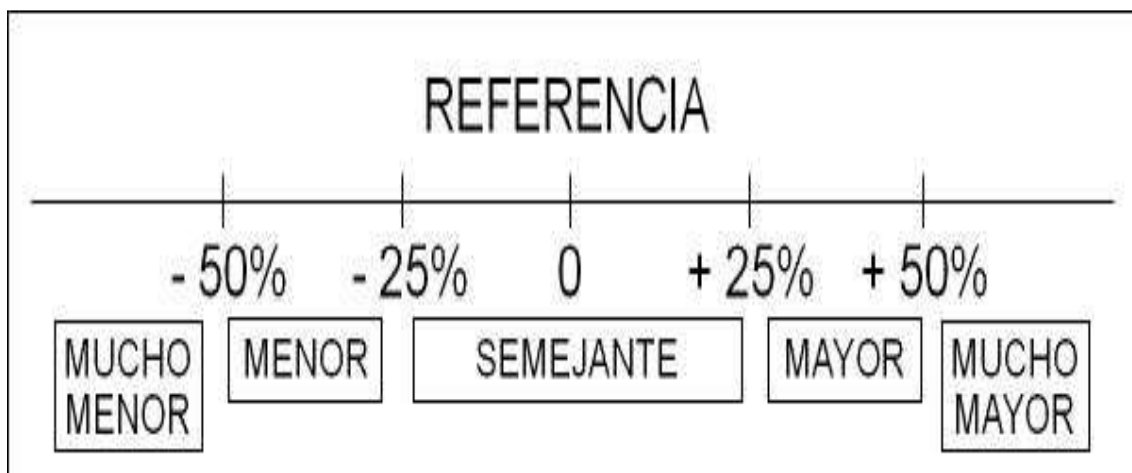 REFERENCIA
- 50% - 25% 0 + 25% + 50%
MUCHO MENOR
MENOR
SEMEJANTE
MAYOR
MUCHO MAYOR